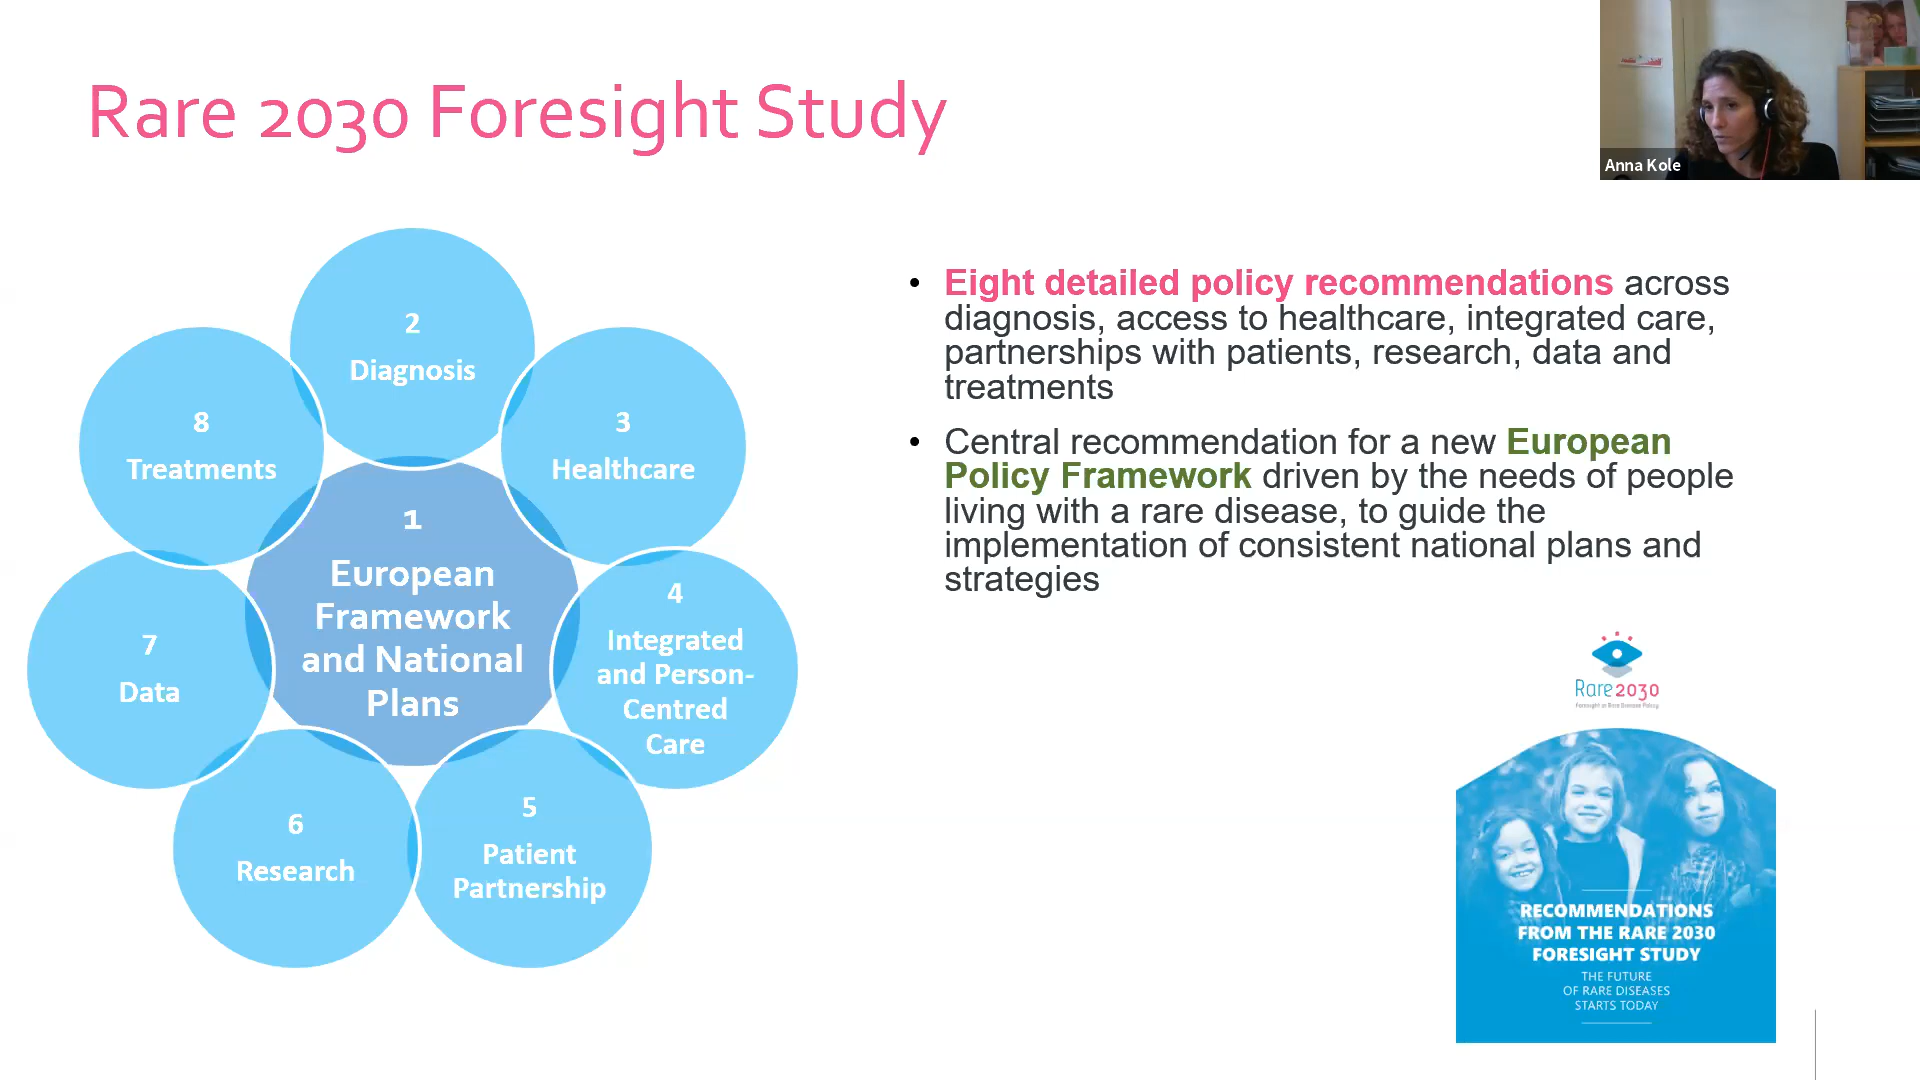 Rare 2030 Foresight Study
Anna Kole
2
Diagnosis
8
Treatments
3
Healthcare
1
European
Framework
and National
Plans
4
Integrated
and Person-
Centred
Care
7
Data
6
Research
5
Patient
Partnership
• Eight detailed policy recommendations across
diagnosis, access to healthcare, integrated care,
partnerships with patients, research, data and
treatments
• Central recommendation for a new European
Policy Framework driven by the needs of people
living with a rare disease, to guide the
implementation of consistent national plans and
strategies
Rare2030
Foresight in Rare Disease Policy
RECOMMENDATIONS
FROM THE RARE 2030
FORESIGHT STUDY
THE FUTURE
OF RARE DISEASES
STARTS TODAY